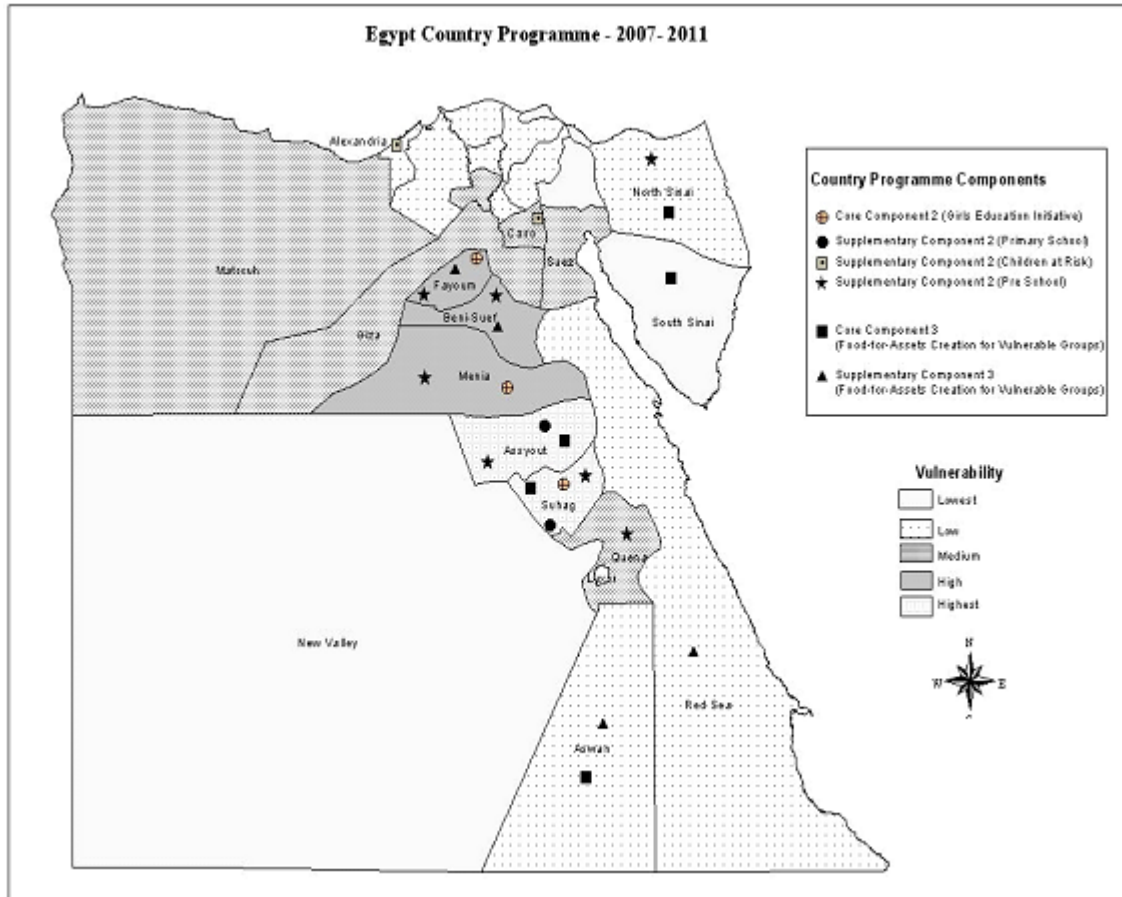 Egypt Country Programme - 2007- 2011
Alexandria
North Sinai
Cairo
Matrouh
Suez
Fayoum
South Sinai
Beni-Suef
Giza
Menia
Assyout
Suhag
Quena
New Valley
Red Sea
Aswan
Country Programme Components
Core Component 2 (Girls Education Initiative)
Supplementary Component 2 (Primary School)
Supplementary Component 2 (Children at Risk)
Supplementary Component 2 (Pre School)
Core Component 3
(Food-for-Assets Creation for Vulnerable Groups)
Supplementary Component 3
(Food-for-Assets Creation for Vulnerable Groups)
Vulnerability
Lowest
Low
Medium
High
Highest
N
W E